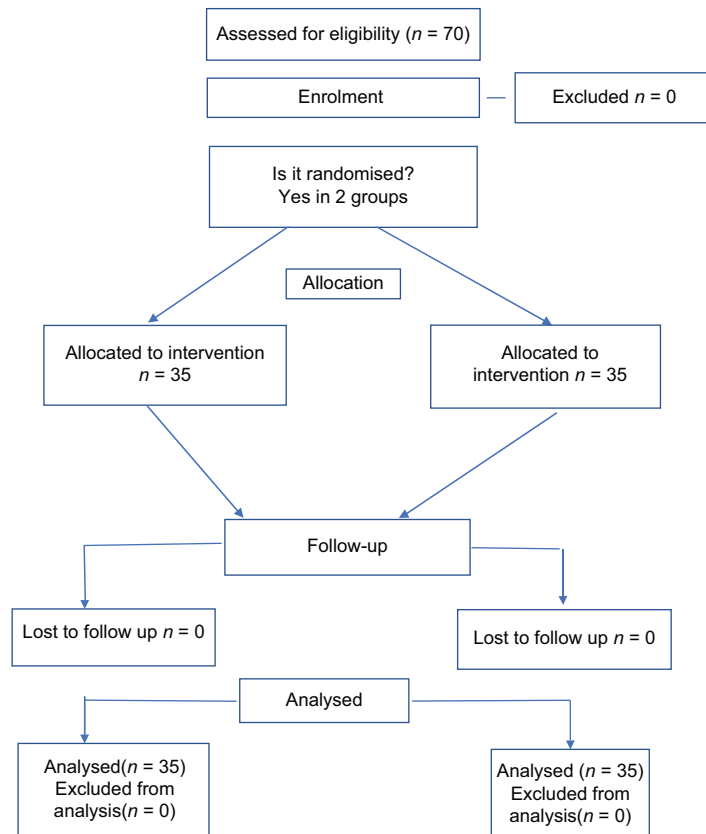 Assessed for eligibility (n = 70)
Enrolment
Excluded n = 0
Is it randomised?
Yes in 2 groups
Allocation
Allocated to intervention
n = 35
Allocated to
intervention n = 35
Follow-up
Lost to follow up n = 0
Lost to follow up n = 0
Analysed
Analysed(n = 35)
Excluded from
analysis(n = 0)
Analysed (n = 35)
Excluded from
analysis(n = 0)